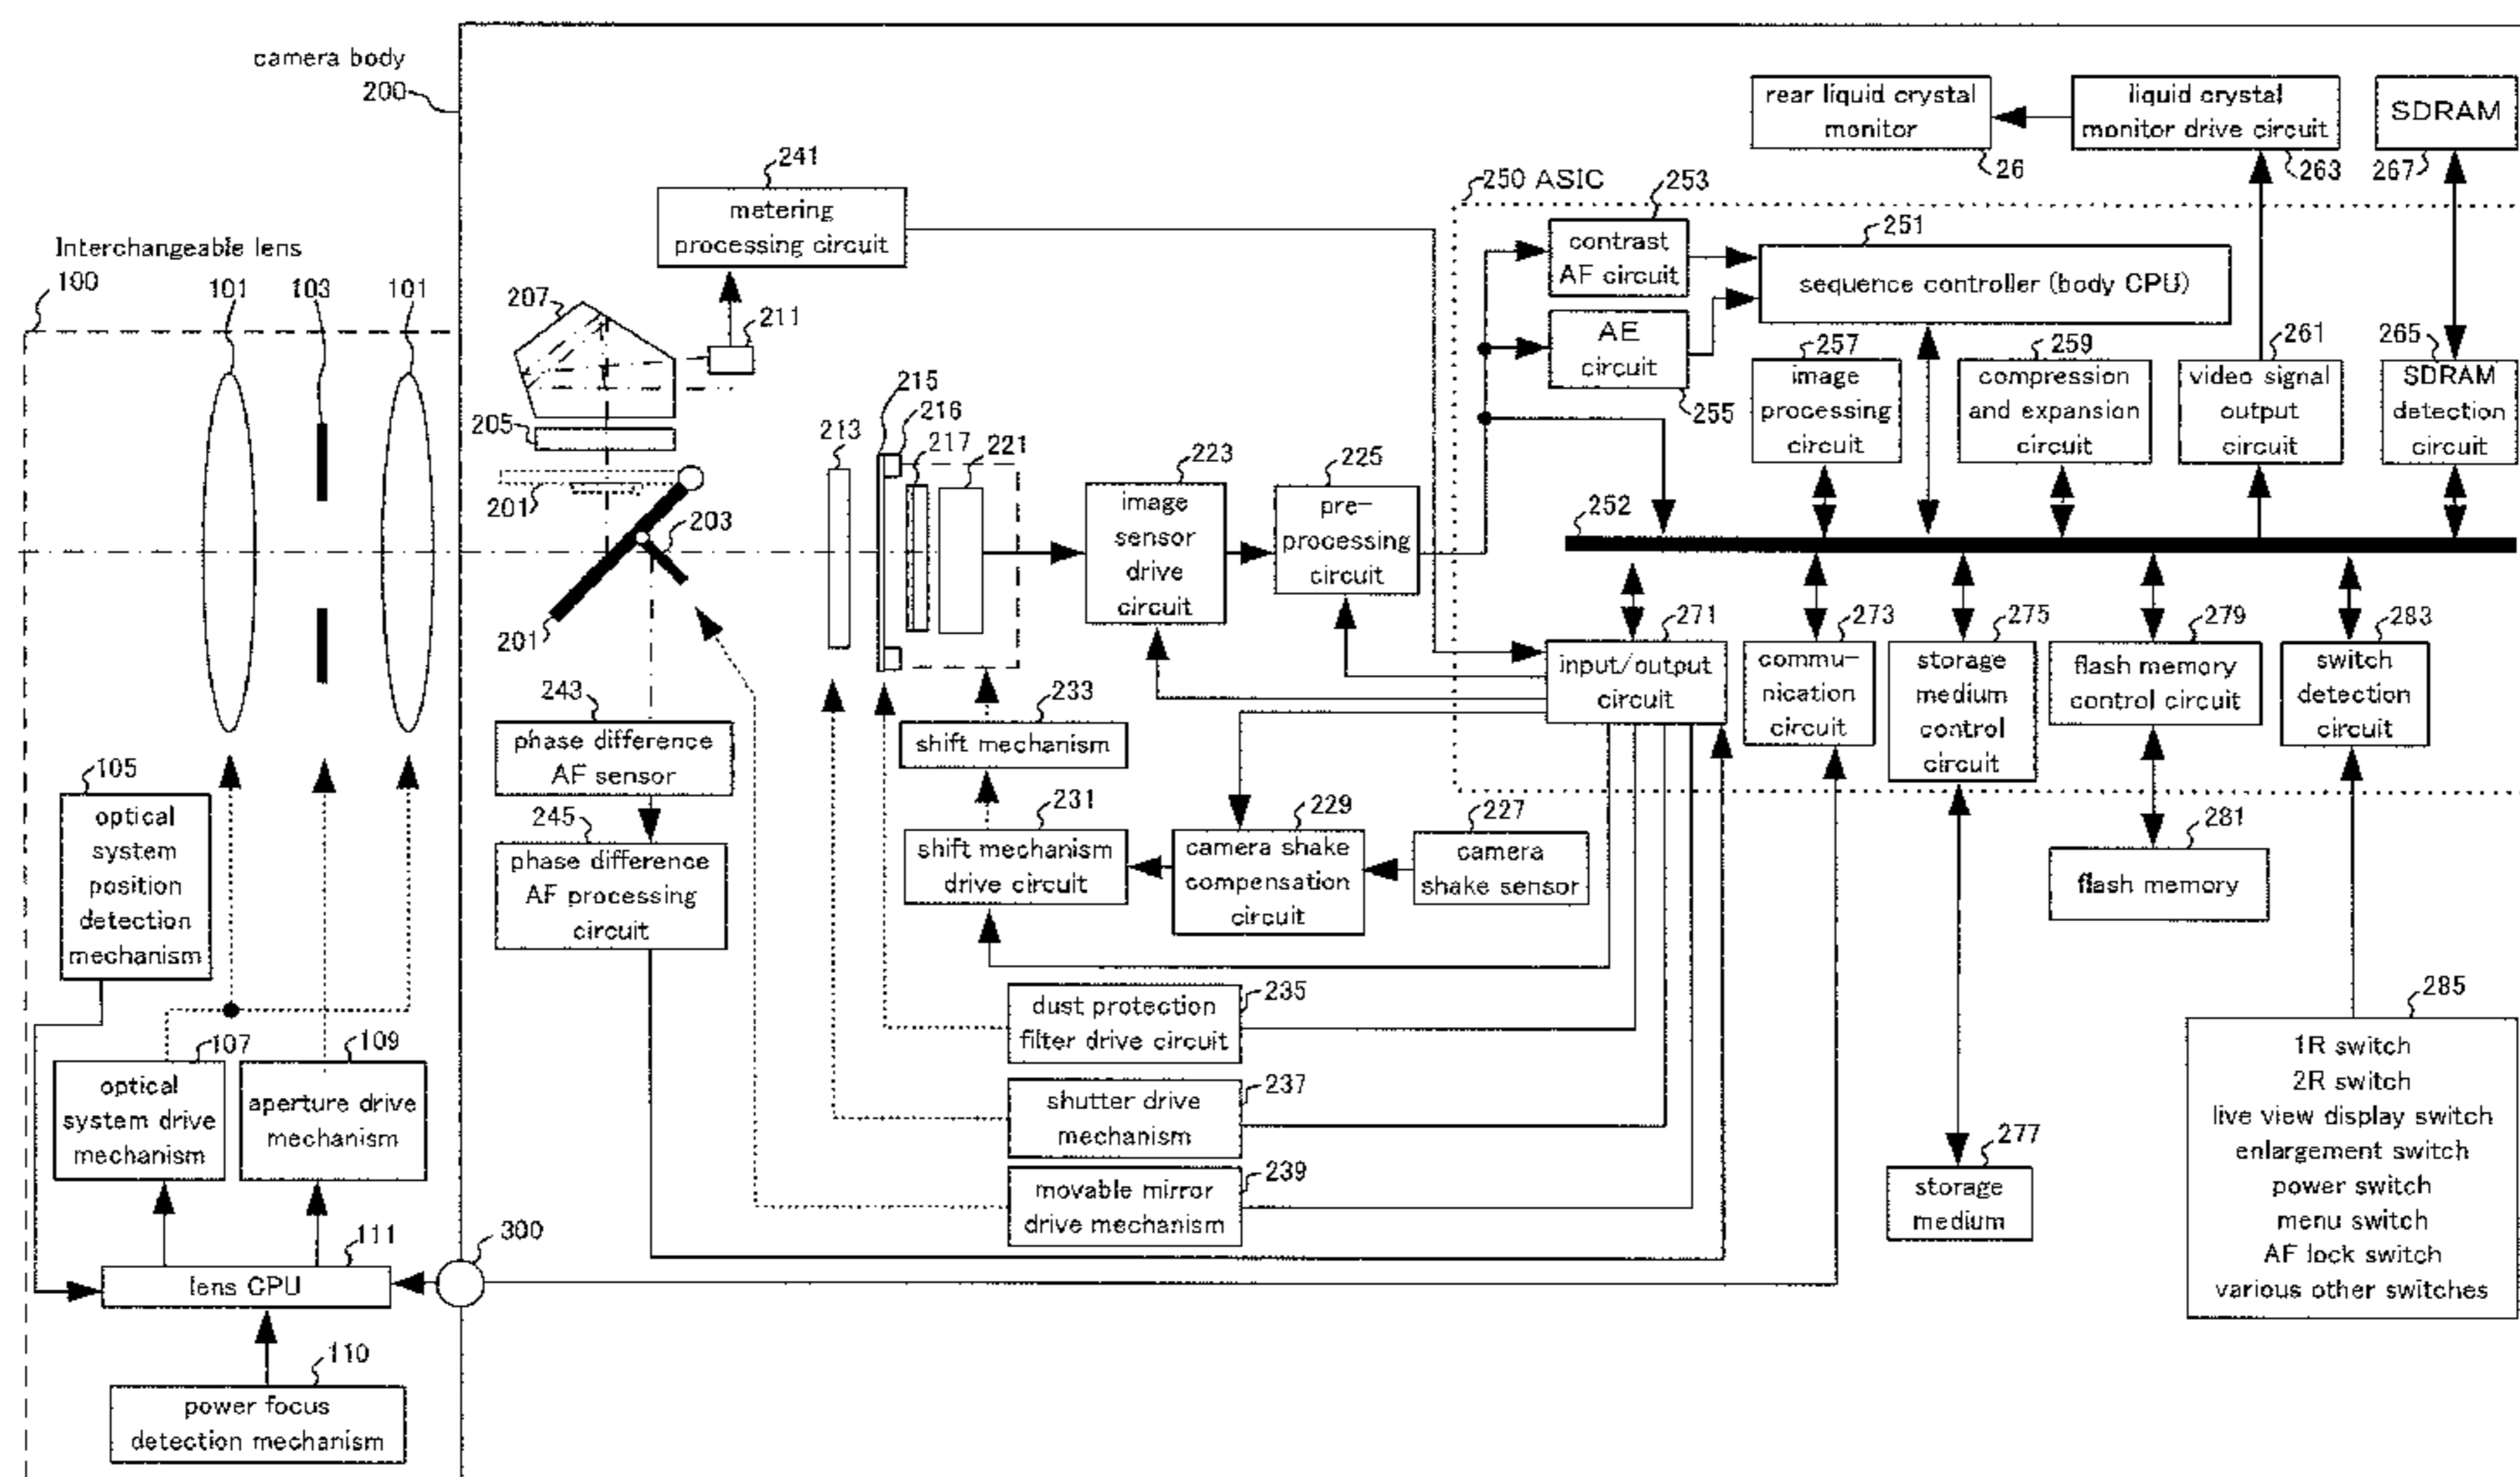 camera body
200
Interchangeable lens
100
101
103
101
105
optical
system
position
detection
mechanism
107
optical
system drive
mechanism
109
aperture drive
mechanism
111
lens CPU
300
110
power focus
detection mechanism
241
metering
processing circuit
207
211
205
201
203
201
243
phase difference
AF sensor
245
phase difference
AF processing
circuit
213
215
216
217
221
223
image
sensor
drive
circuit
225
pre-
processing
circuit
233
shift mechanism
231
shift mechanism
drive circuit
229
camera shake
compensation
circuit
227
camera
shake sensor
235
dust protection
filter drive circuit
237
shutter drive
mechanism
239
movable mirror
drive mechanism
rear liquid crystal
monitor
26
liquid crystal
monitor drive circuit
263
SDRAM
267
250 ASIC
253
contrast
AF circuit
251
sequence controller (body CPU)
AE
circuit
255
257
image
processing
circuit
259
compression
and expansion
circuit
261
video signal
output
circuit
265
SDRAM
detection
circuit
252
271
input/output
circuit
273
commu-
nication
circuit
275
storage
medium
control
circuit
279
flash memory
control circuit
283
switch
detection
circuit
281
flash memory
277
storage
medium
285
1R switch
2R switch
live view display switch
enlargement switch
power switch
menu switch
AF lock switch
various other switches